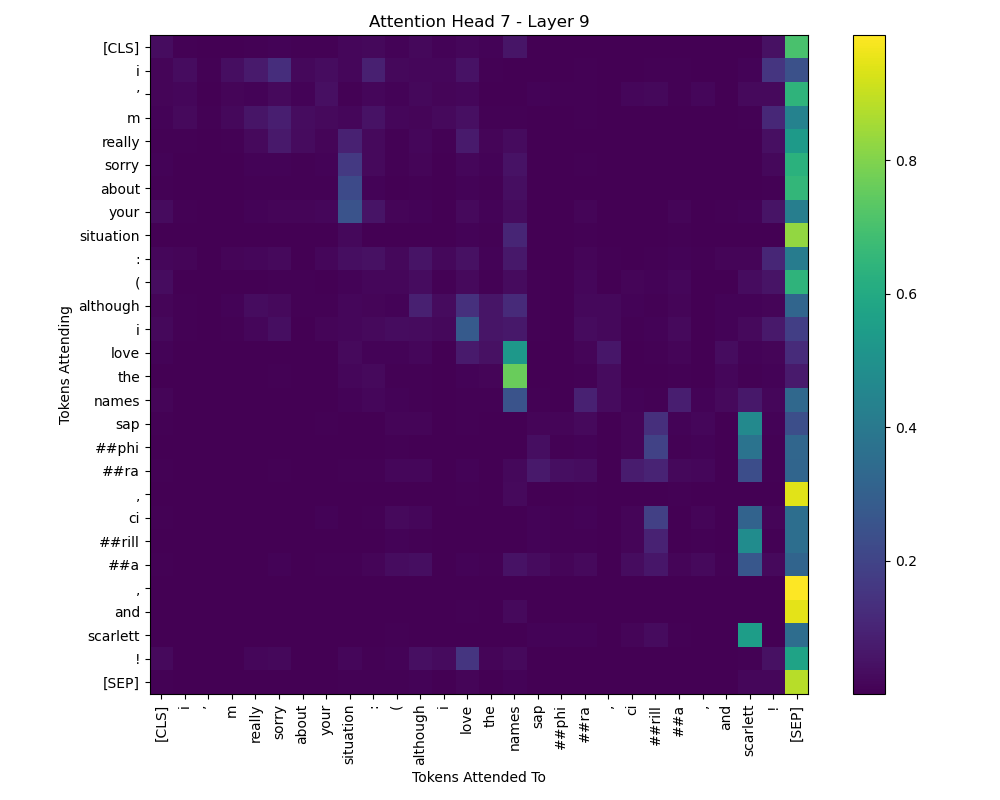 Attention Head 7 - Layer 9
[CLS]
i
’
m
really
sorry
about
your
situation
:
(
although
i
love
the
names
sap
##phi
##ra
,
ci
##rill
##a
,
and
scarlett
!
[SEP]
Tokens Attending
[CLS]
i
’
m
really
sorry
about
your
situation
:
(
although
i
love
the
names
sap
##phi
##ra
,
ci
##rill
##a
,
and
scarlett
!
[SEP]
Tokens Attended To
0.8
0.6
0.4
0.2